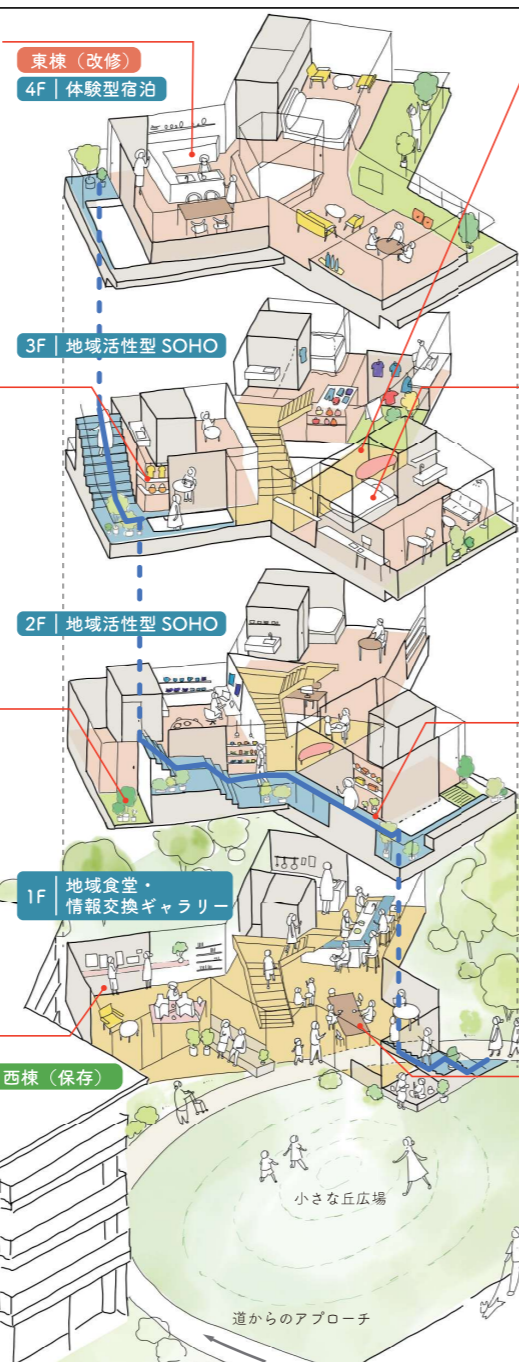 東棟（改修）
4F｜体験型宿泊
3F｜地域活性型 SOHO
2F｜地域活性型 SOHO
1F｜地域食堂・
情報交換ギャラリー
西棟（保存）
小さな丘広場
道からのアプローチ